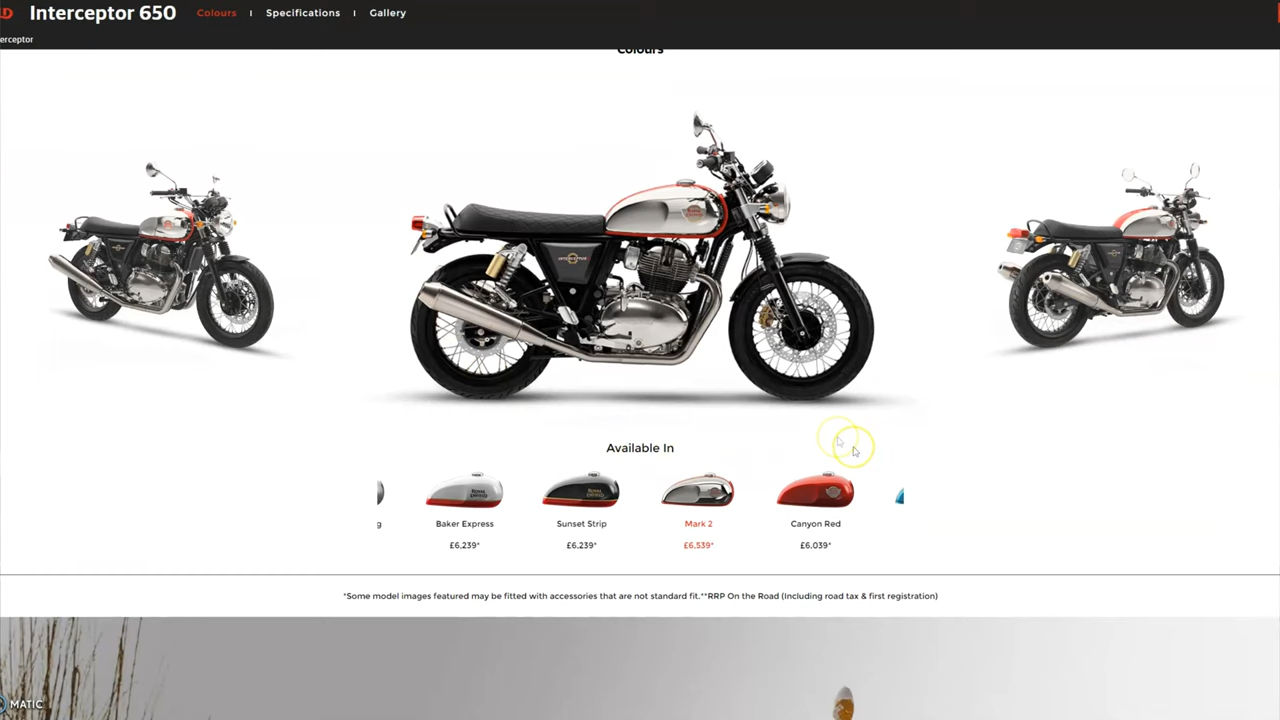 Interceptor 650 Colours I Specifications I Gallery
erceptor
Colours
Available In
g Baker Express Sunset Strip Mark 2 Canyon Red
£6,239* £6,239* £6,539* £6,039*
*Some model images featured may be fitted with accessories that are not standard fit.**RRP On the Road (Including road tax & first registration)
MATIC